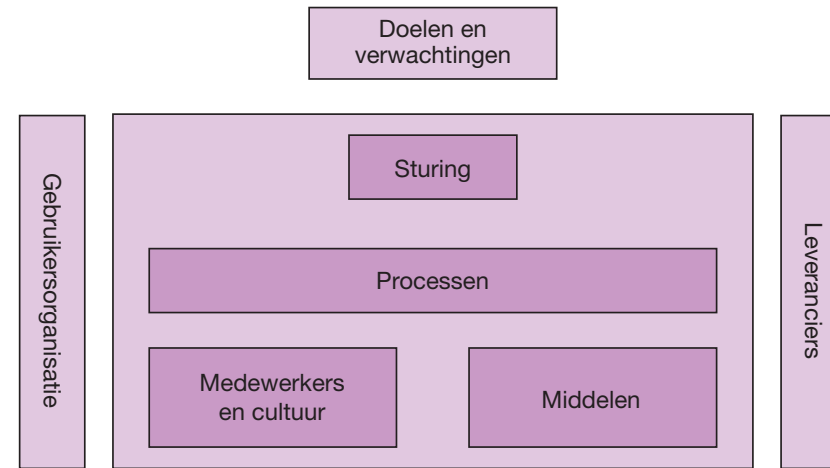 Doelen en
verwachtingen
Gebruikersorganisatie
Sturing
Processen
Medewerkers
en cultuur
Middelen
Leveranciers